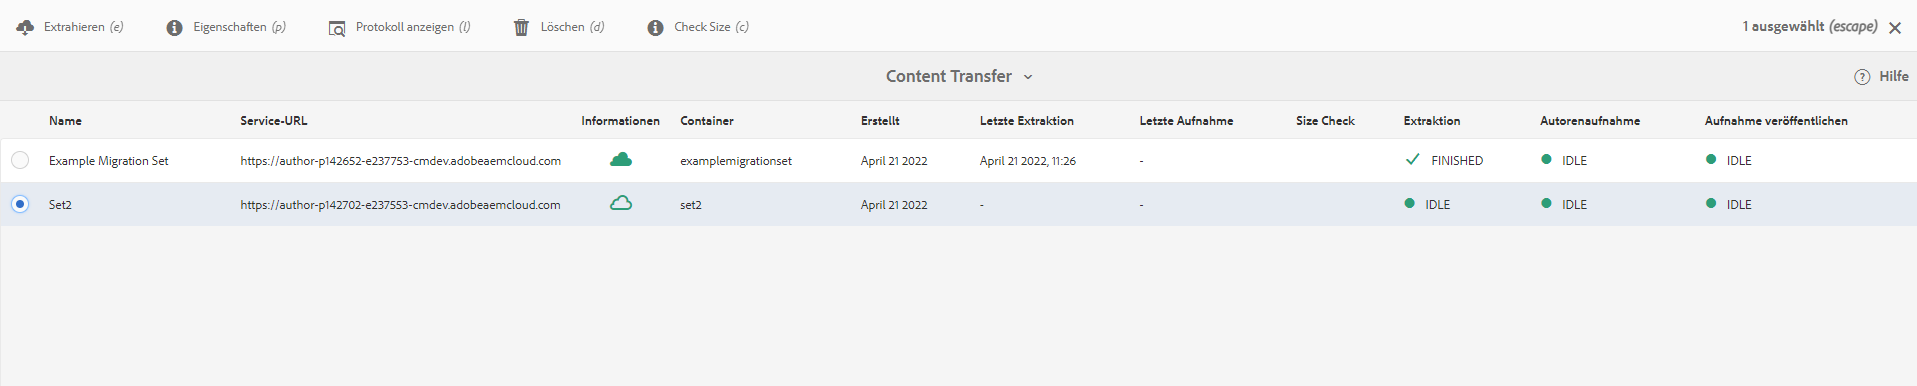 Extrahieren (e) Eigenschaften (p) Protokoll anzeigen (l) Löschen (d) Check Size (c) 1 ausgewählt (escape)
Content Transfer Hilfe
Name Service-URL Informationen Container Erstellt Letzte Extraktion Letzte Aufnahme Size Check Extraktion Autorenaufnahme Aufnahme veröffentlichen
Example Migration Set https://author-p142652-e237753-cmdev.adobeaemcloud.com examplemigrationset April 21 2022 April 21 2022, 11:26 - FINISHED IDLE IDLE
Set2 https://author-p142702-e237553-cmdev.adobeaemcloud.com set2 April 21 2022 - - IDLE IDLE IDLE